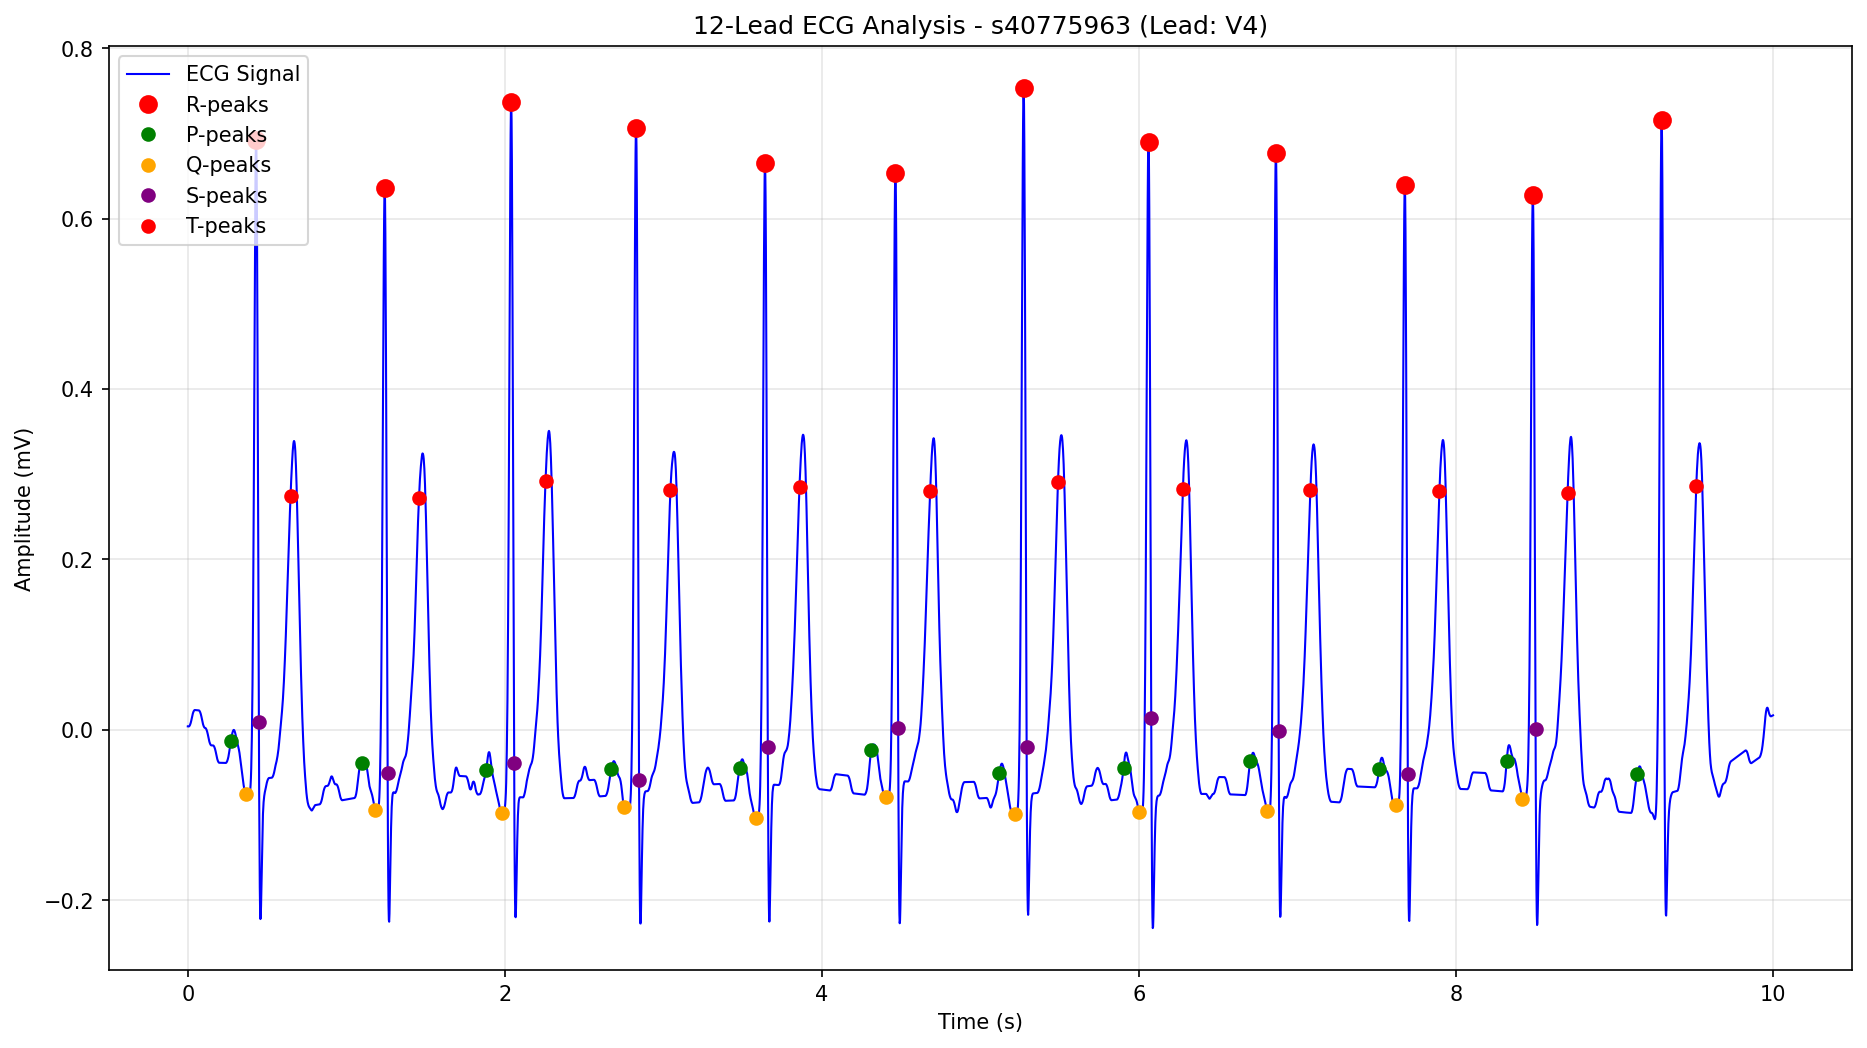 12-Lead ECG Analysis - s40775963 (Lead: V4)
ECG Signal
R-peaks
P-peaks
Q-peaks
S-peaks
T-peaks
Amplitude (mV)
0.8
0.6
0.4
0.2
0.0
−0.2
0 2 4 6 8 10
Time (s)